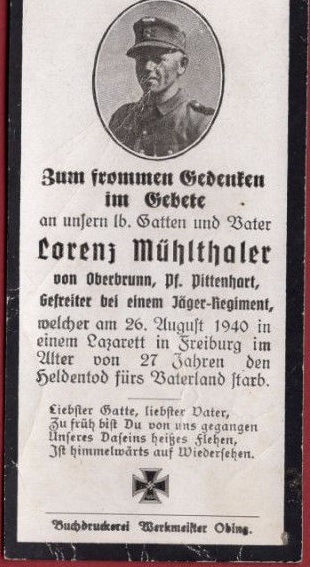 Zum frommen Gedenken
im Gebete
an unsern lb. Gatten und Vater
Lorenz Mühlthaler
von Oberbrunn, Pf. Pittenhart,
Gefreiter bei einem Jäger-Regiment,
welcher am 26. August 1940 in
einem Lazarett in Freiburg im
Alter von 27 Jahren den
Heldentod fürs Vaterland starb.
Liebster Gatte, liebster Vater,
Zu früh bist Du von uns gegangen
Unseres Daseins heißes Flehen,
Ist himmelwärts auf Wiedersehen.
Buchdruckerei Werkmeister Obing.